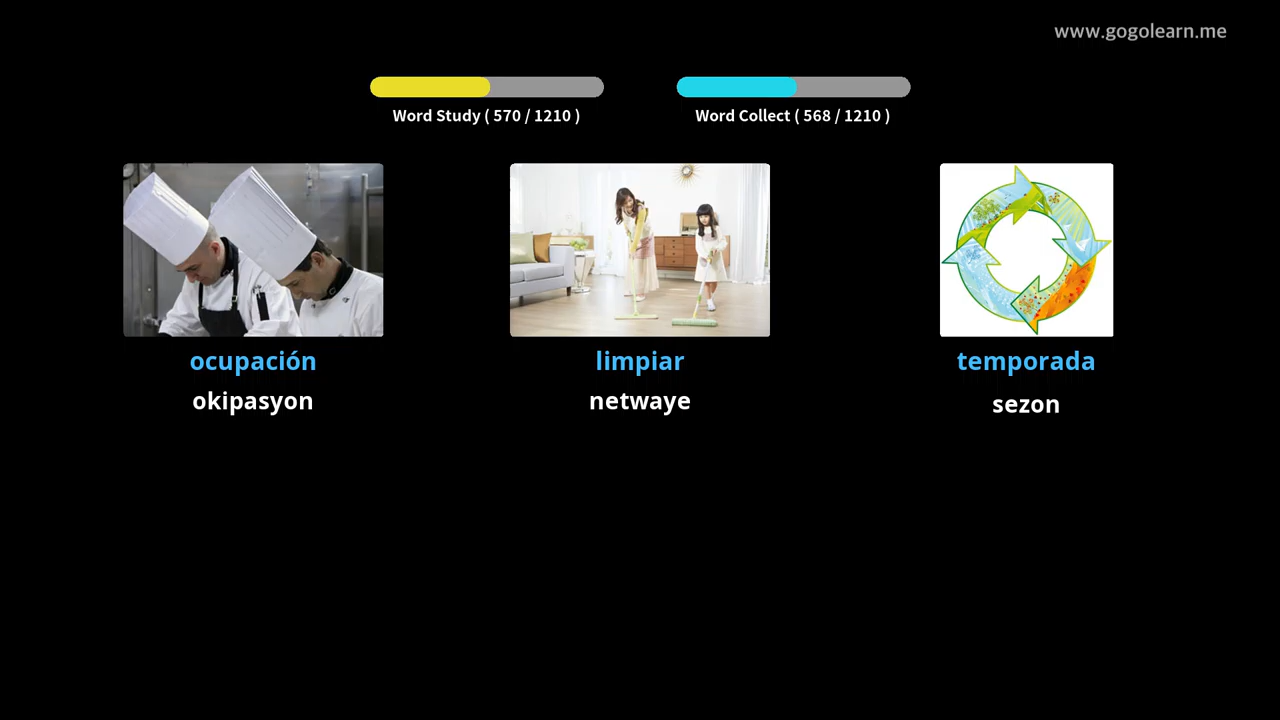 www.gogolearn.me
Word Study ( 570 / 1210 )
Word Collect ( 568 / 1210 )
ocupación
okipasyon
limpiar
netwaye
temporada
sezon